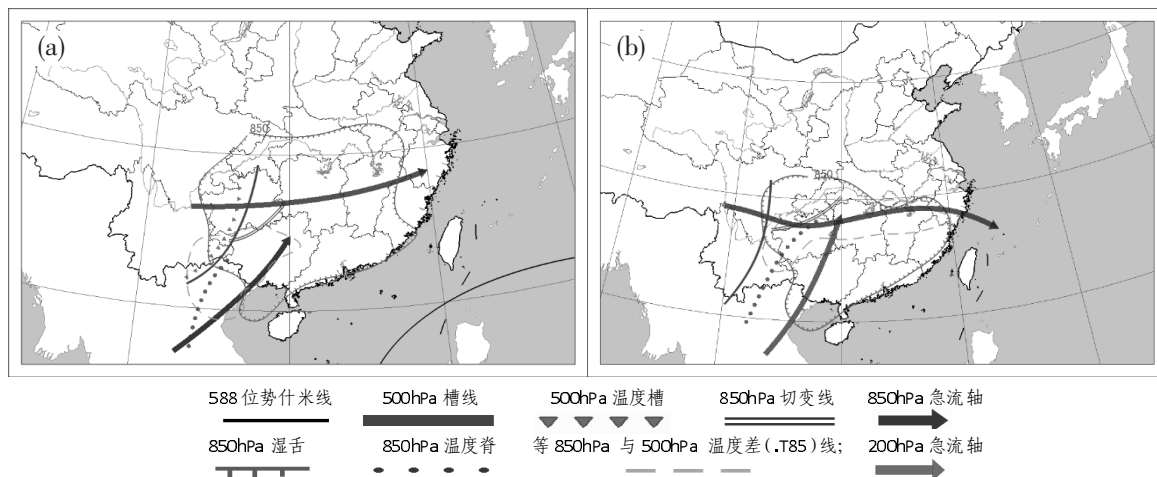 (a)
(b)
850
850
588 位势什米线
500hPa 槽线
500hPa 温度槽
850hPa 切变线
850hPa 急流轴
850hPa 湿舌
850hPa 温度脊
等 850hPa 与 500hPa 温度差(.T85)线;
200hPa 急流轴